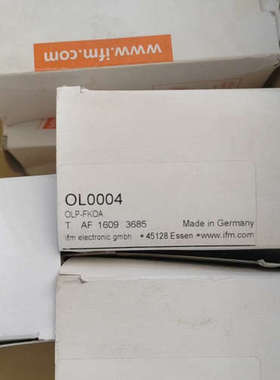 www.ifm.com
OL0004
OLP-FKOA
T AF 1609 3685 Made in Germany
ifm electronic gmbh • 45128 Essen •www.ifm.com